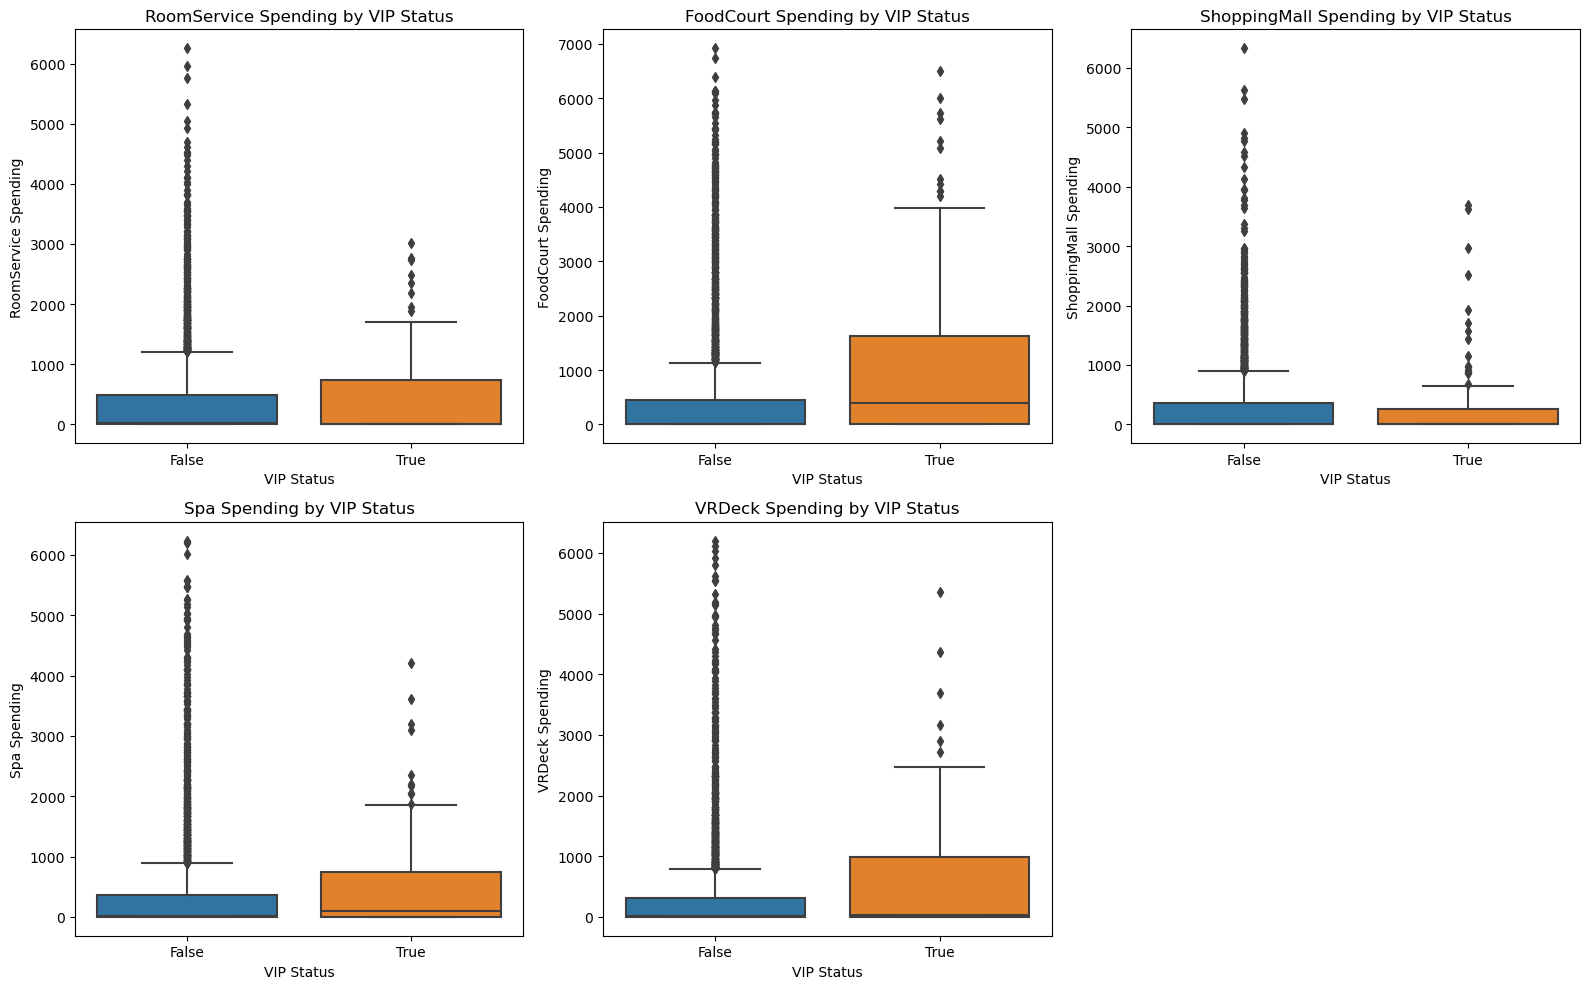 RoomService Spending by VIP Status
RoomService Spending
6000
5000
4000
3000
2000
1000
0
False
True
VIP Status
FoodCourt Spending by VIP Status
FoodCourt Spending
7000
6000
5000
4000
3000
2000
1000
0
False
True
VIP Status
ShoppingMall Spending by VIP Status
ShoppingMall Spending
6000
5000
4000
3000
2000
1000
0
False
True
VIP Status
Spa Spending by VIP Status
Spa Spending
6000
5000
4000
3000
2000
1000
0
False
True
VIP Status
VRDeck Spending by VIP Status
VRDeck Spending
6000
5000
4000
3000
2000
1000
0
False
True
VIP Status